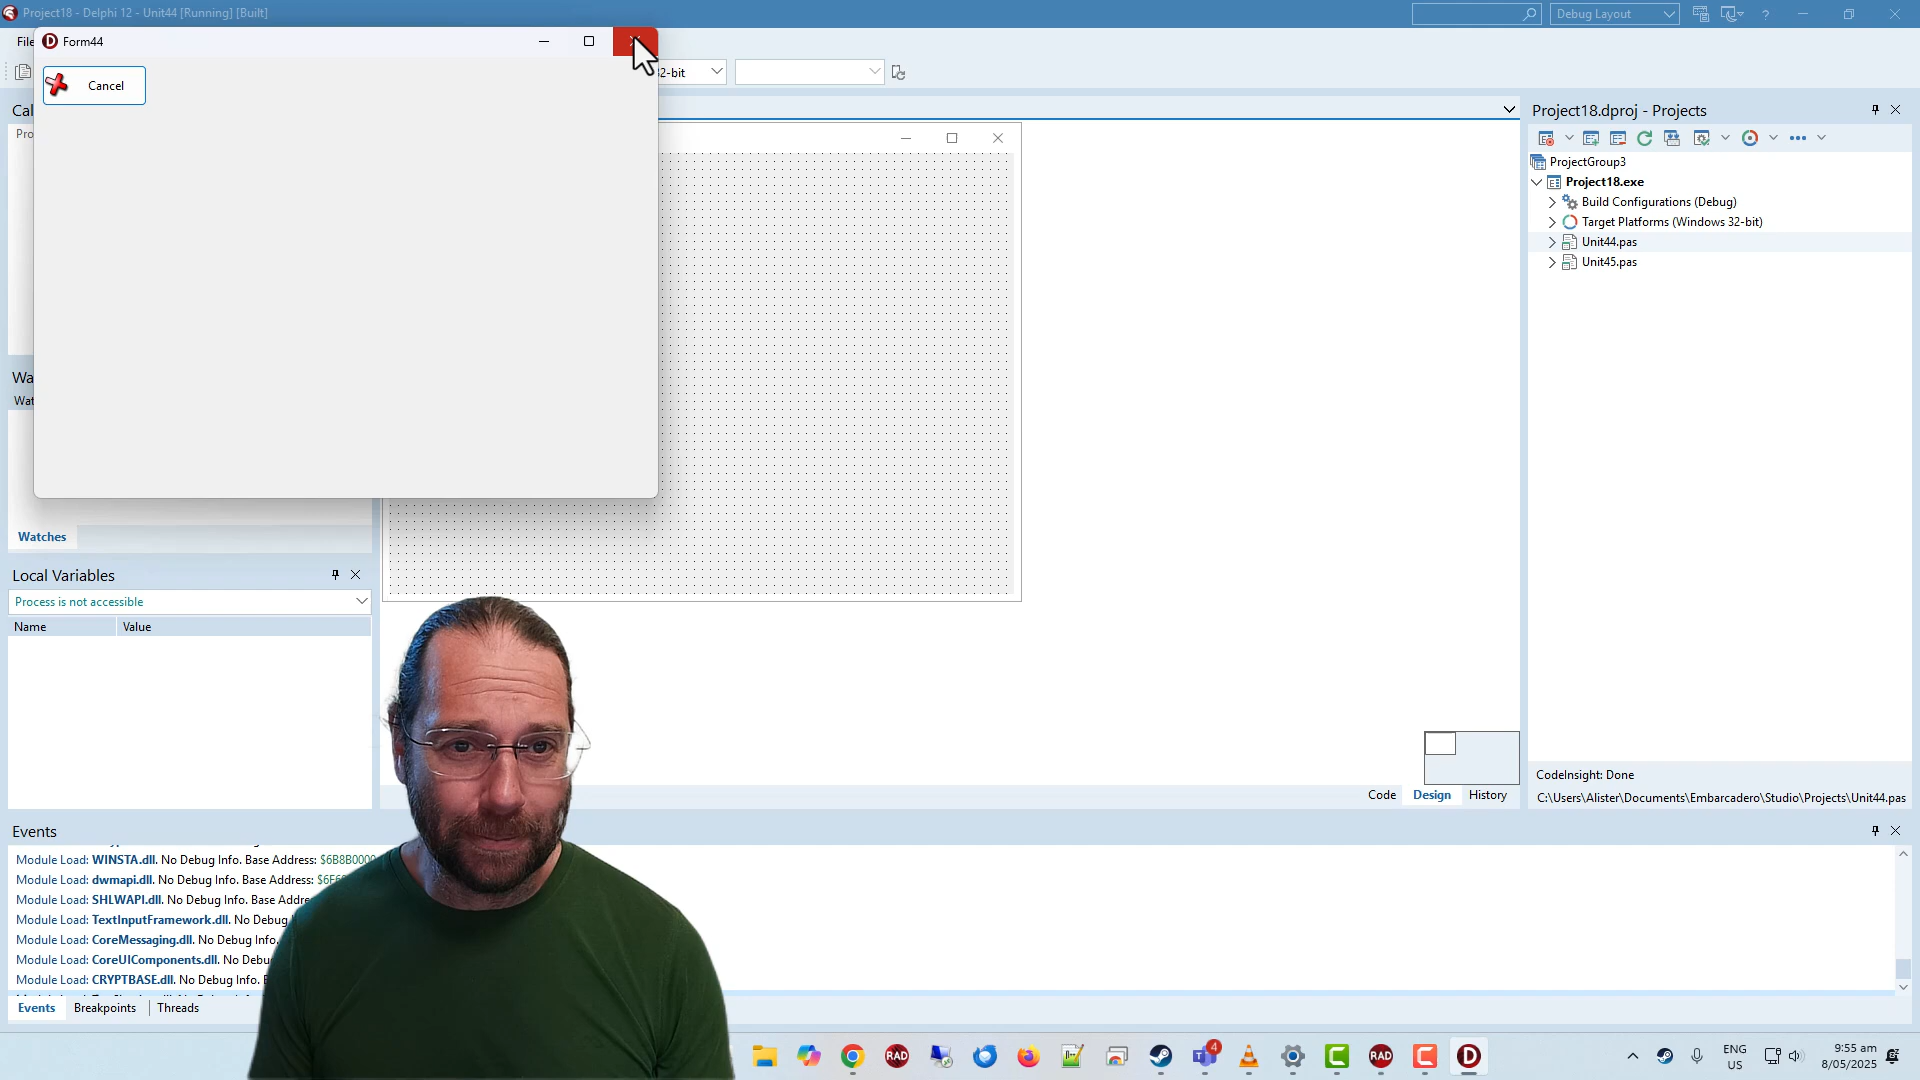 Project18 - Delphi 12 - Unit44 [Running] [Built]
Debug Layout
Form44
Cancel
2-bit
Project18.dproj - Projects
ProjectGroup3
Project18.exe
Build Configurations (Debug)
Target Platforms (Windows 32-bit)
Unit44.pas
Unit45.pas
Watches
Local Variables
Process is not accessible
Name
Value
Code
Design
History
CodeInsight: Done
C:\Users\Alister\Documents\Embarcadero\Studio\Projects\Unit44.pas
Events
Module Load: WINSTA.dll. No Debug Info. Base Address: $6B8B0000
Module Load: dwmapi.dll. No Debug Info. Base Address:
Module Load: SHLWAPI.dll. No Debug Info. Base
Module Load: TextInputFramework.dll. No Debug
Module Load: CoreMessaging.dll. No Debug Info.
Module Load: CoreUIComponents.dll. No
Module Load: CRYPTBASE.dll. No Debug Info.
Events
Breakpoints
Threads
RAD
RAD
4
ENG
US
9:55 am
8/05/2025